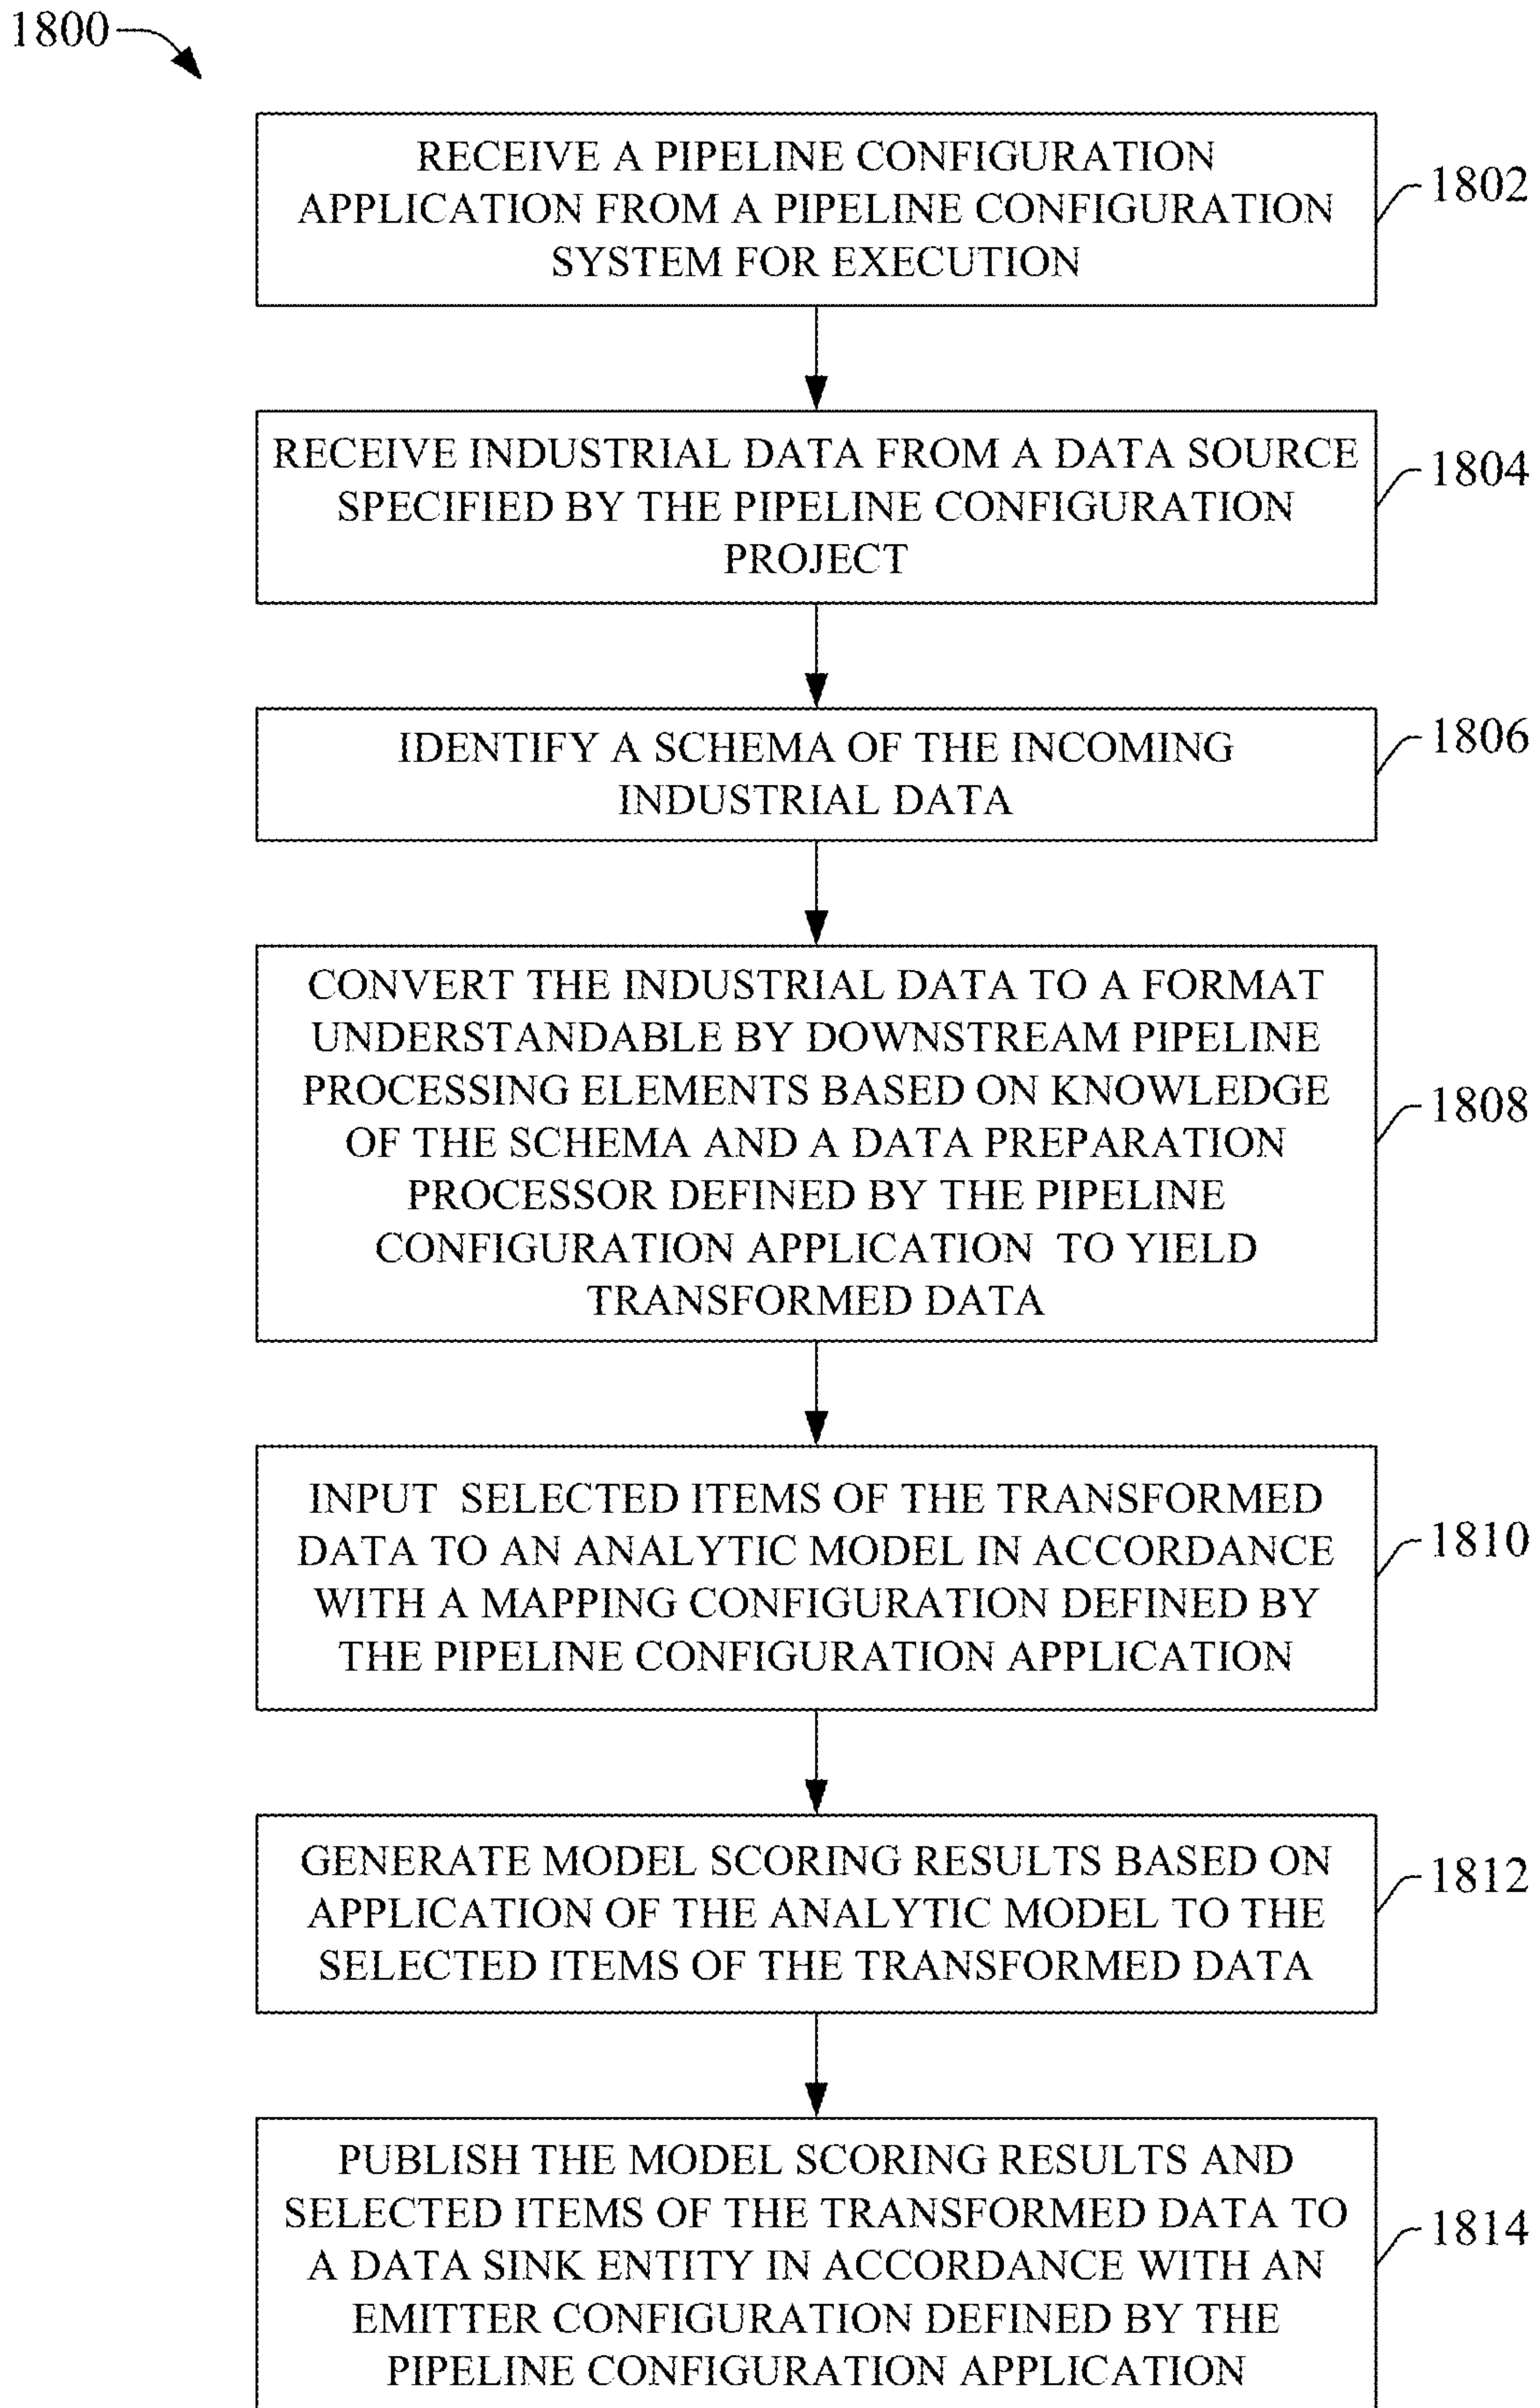 1800
RECEIVE A PIPELINE CONFIGURATION
APPLICATION FROM A PIPELINE CONFIGURATION
SYSTEM FOR EXECUTION
1802
RECEIVE INDUSTRIAL DATA FROM A DATA SOURCE
SPECIFIED BY THE PIPELINE CONFIGURATION
PROJECT
1804
IDENTIFY A SCHEMA OF THE INCOMING
INDUSTRIAL DATA
1806
CONVERT THE INDUSTRIAL DATA TO A FORMAT
UNDERSTANDABLE BY DOWNSTREAM PIPELINE
PROCESSING ELEMENTS BASED ON KNOWLEDGE
OF THE SCHEMA AND A DATA PREPARATION
PROCESSOR DEFINED BY THE PIPELINE
CONFIGURATION APPLICATION TO YIELD
TRANSFORMED DATA
1808
INPUT SELECTED ITEMS OF THE TRANSFORMED
DATA TO AN ANALYTIC MODEL IN ACCORDANCE
WITH A MAPPING CONFIGURATION DEFINED BY
THE PIPELINE CONFIGURATION APPLICATION
1810
GENERATE MODEL SCORING RESULTS BASED ON
APPLICATION OF THE ANALYTIC MODEL TO THE
SELECTED ITEMS OF THE TRANSFORMED DATA
1812
PUBLISH THE MODEL SCORING RESULTS AND
SELECTED ITEMS OF THE TRANSFORMED DATA TO
A DATA SINK ENTITY IN ACCORDANCE WITH AN
EMITTER CONFIGURATION DEFINED BY THE
PIPELINE CONFIGURATION APPLICATION
1814